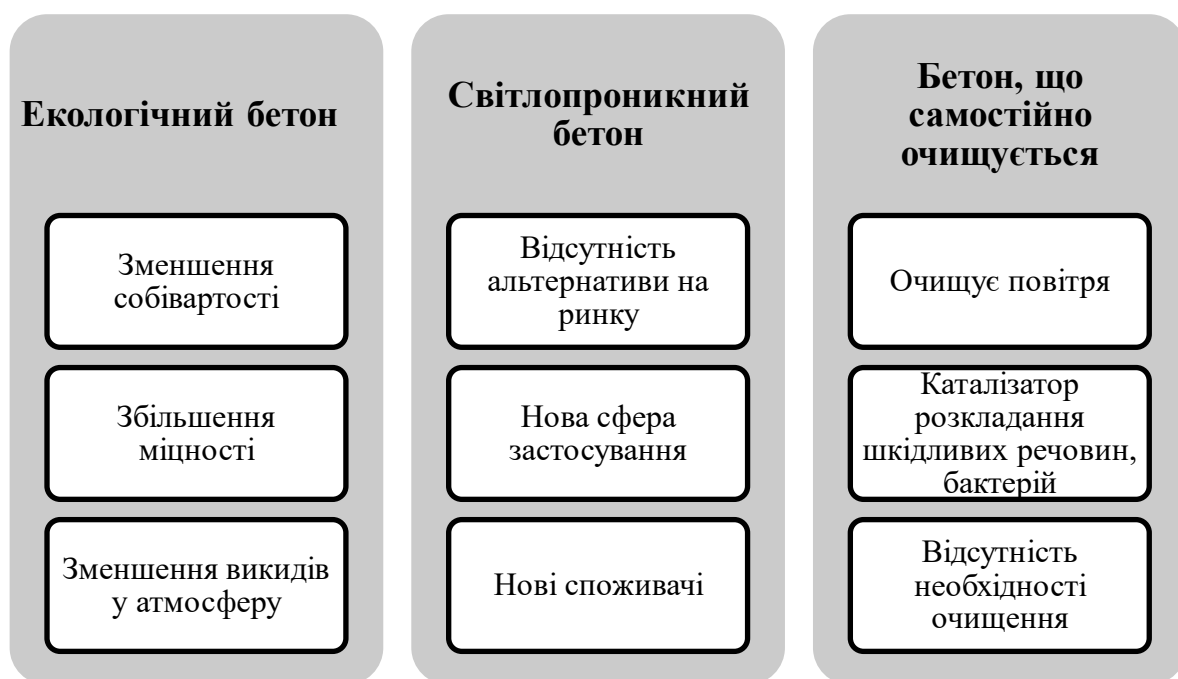 Екологічний бетон
Зменшення
собівартості
Збільшення
міцності
Зменшення викидів
у атмосферу
Світлопроникний
бетон
Відсутність
альтернативи на
ринку
Нова сфера
застосування
Нові споживачі
Бетон, що
самостійно
очищується
Очищує повітря
Каталізатор
розкладання
шкідливих речовин,
бактерій
Відсутність
необхідності
очищення